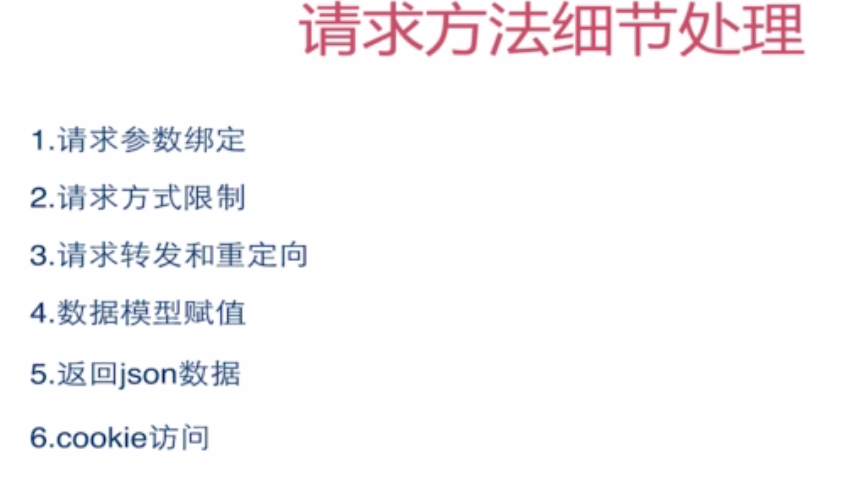 请求方法细节处理
1.请求参数绑定
2.请求方式限制
3.请求转发和重定向
4.数据模型赋值
5.返回json数据
6.cookie访问